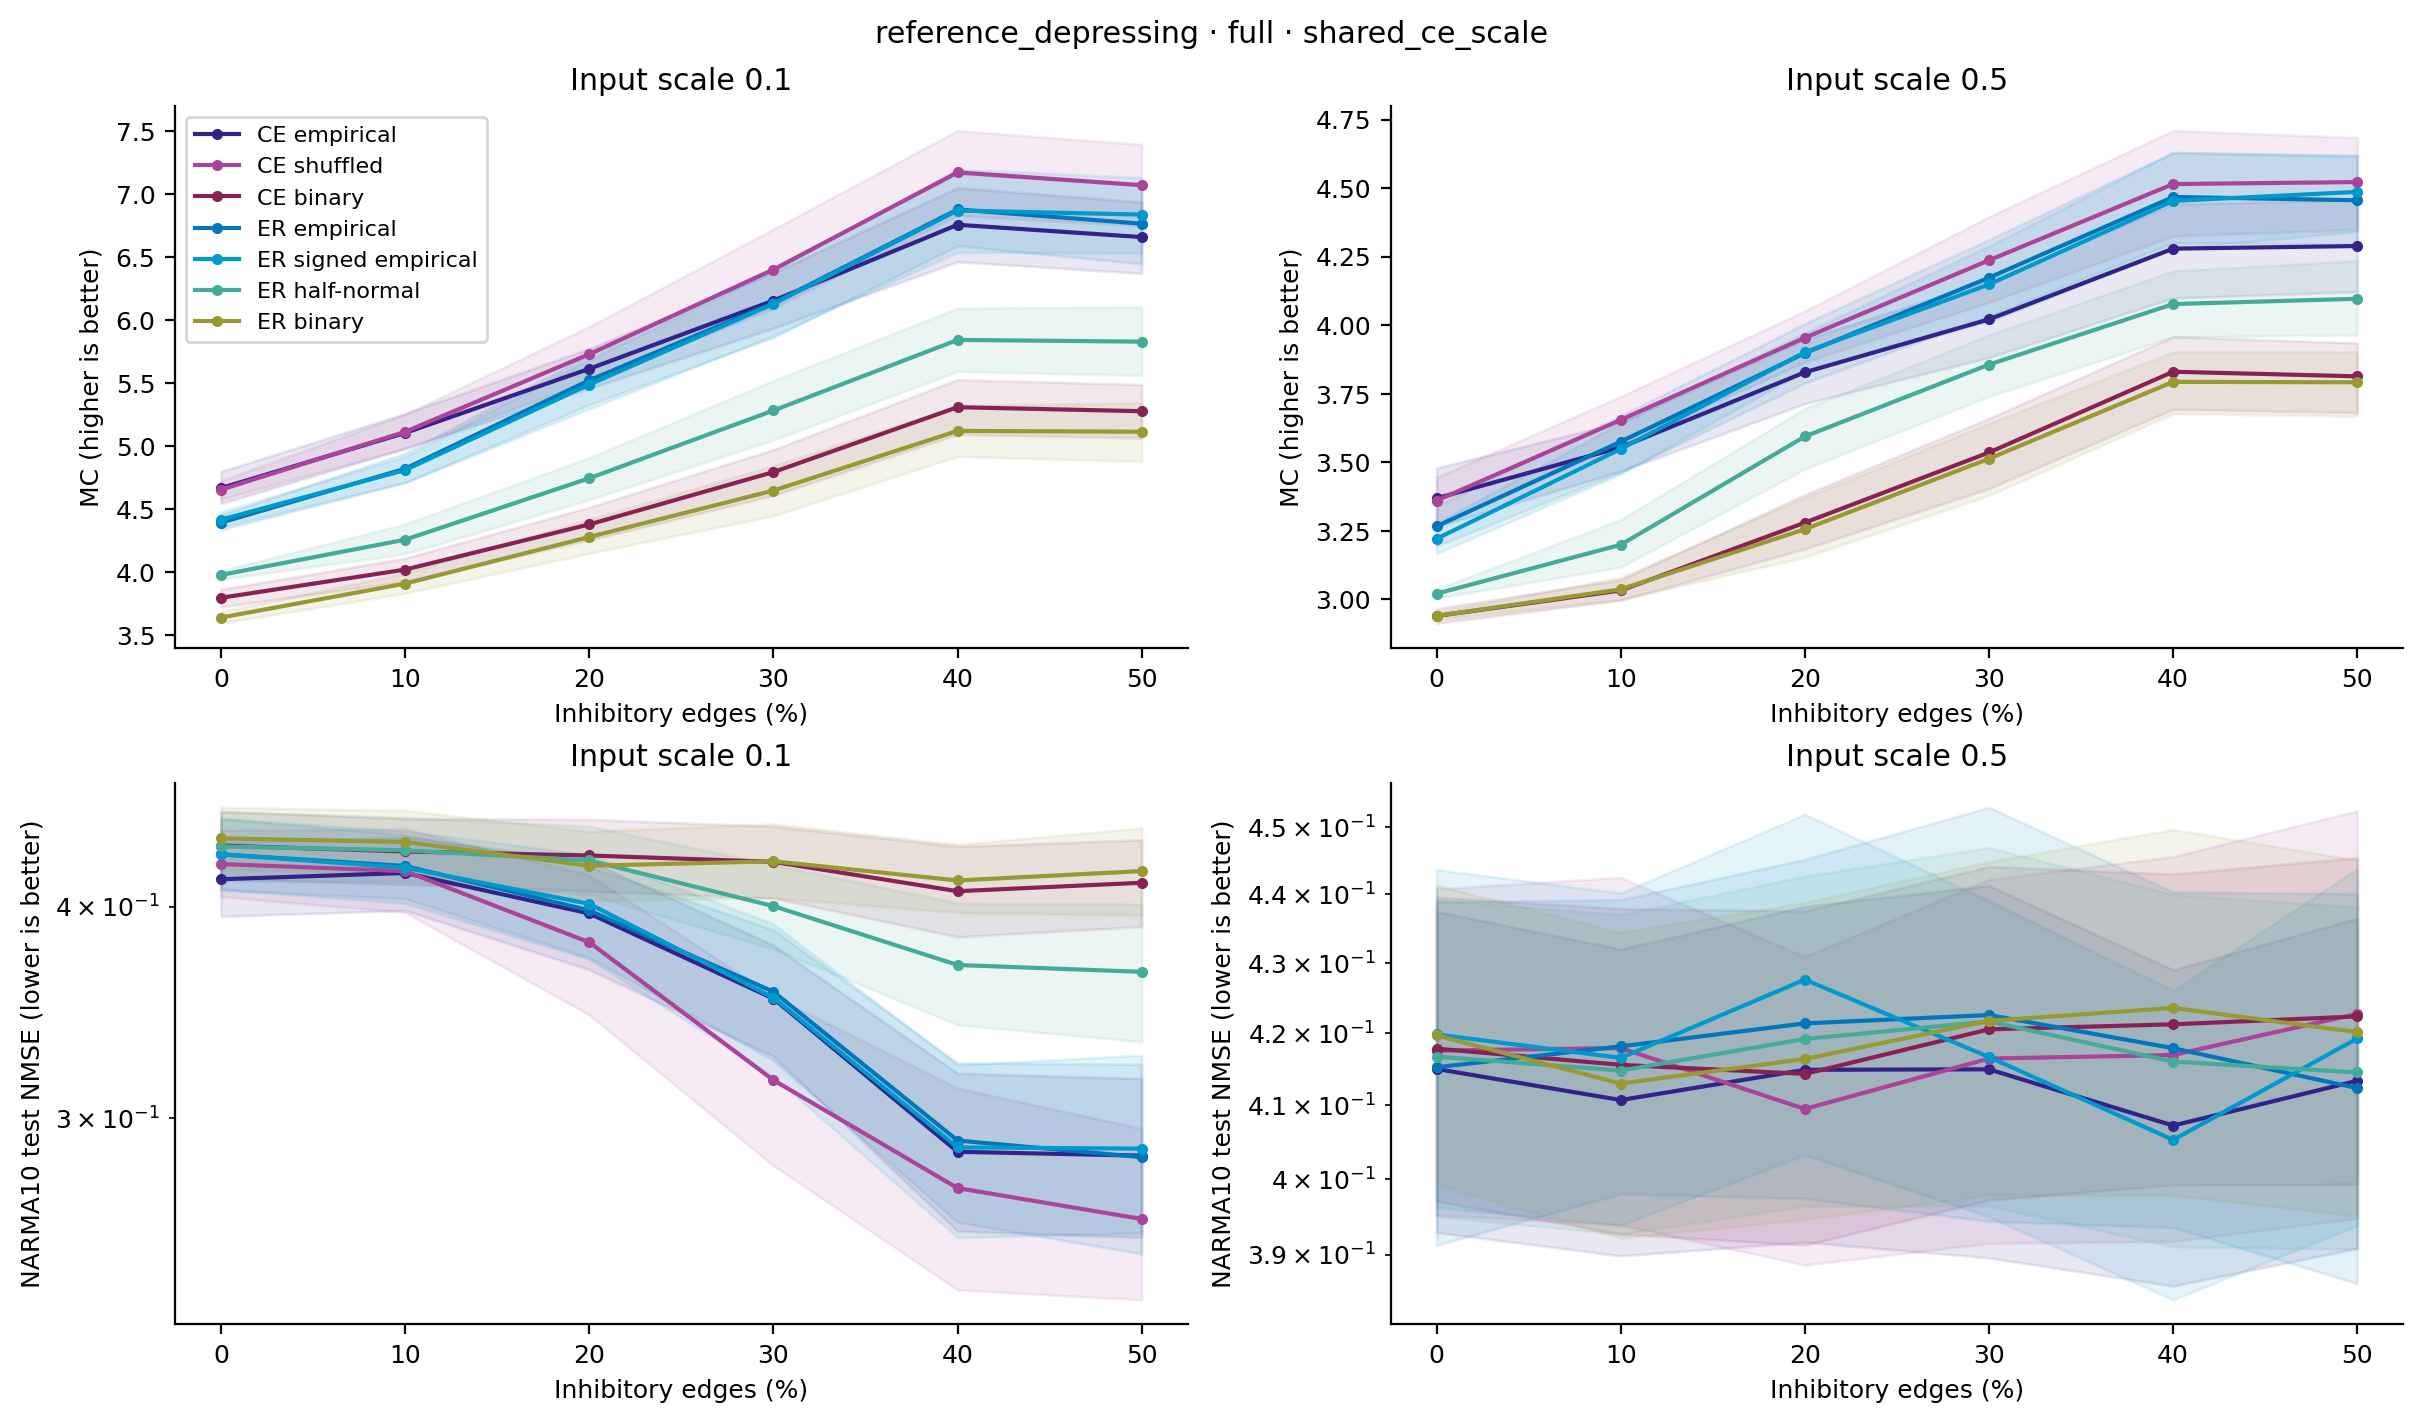 reference_depressing · full · shared_ce_scale
Input scale 0.1
MC (higher is better)
7.5
7.0
6.5
6.0
5.5
5.0
4.5
4.0
3.5
CE empirical
CE shuffled
CE binary
ER empirical
ER signed empirical
ER half-normal
ER binary
0 10 20 30 40 50
Inhibitory edges (%)
Input scale 0.5
MC (higher is better)
4.75
4.50
4.25
4.00
3.75
3.50
3.25
3.00
0 10 20 30 40 50
Inhibitory edges (%)
Input scale 0.1
NARMA10 test NMSE (lower is better)
4 × 10⁻¹
3 × 10⁻¹
0 10 20 30 40 50
Inhibitory edges (%)
Input scale 0.5
NARMA10 test NMSE (lower is better)
4.5 × 10⁻¹
4.4 × 10⁻¹
4.3 × 10⁻¹
4.2 × 10⁻¹
4.1 × 10⁻¹
4 × 10⁻¹
3.9 × 10⁻¹
0 10 20 30 40 50
Inhibitory edges (%)